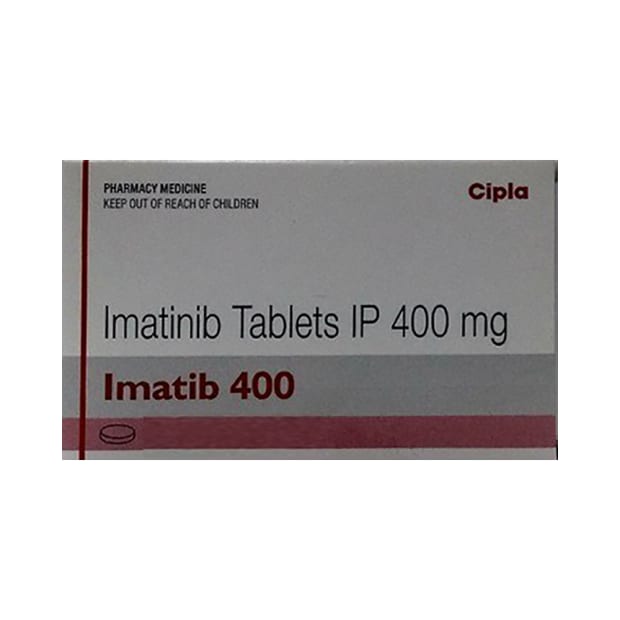 PHARMACY MEDICINE
KEEP OUT OF REACH OF CHILDREN
Cipla
Imatinib Tablets IP 400 mg
Imatib 400